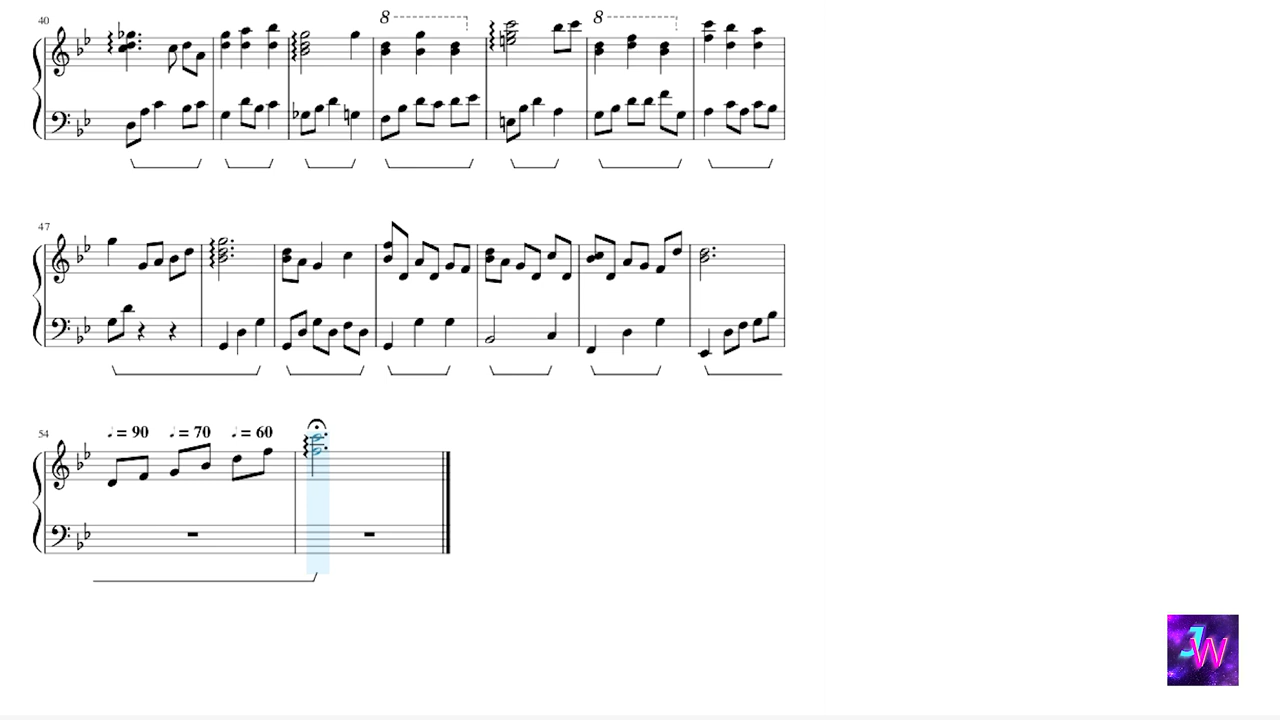 40
8
8
47
54
♩ = 90 ♩ = 70 ♩ = 60
JW